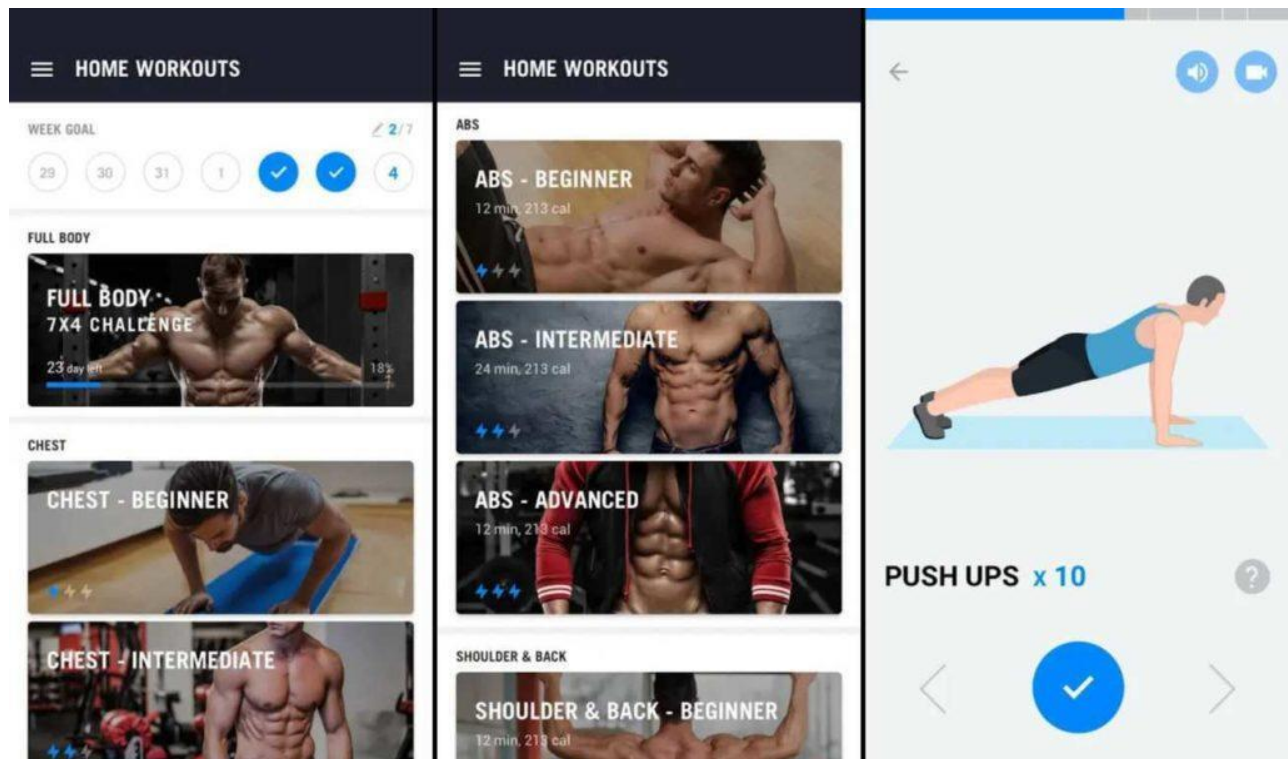 HOME WORKOUTS
WEEK GOAL
2/7
29 30 31 1 4
FULL BODY
FULL BODY
7X4 CHALLENGE
23 day left
18%
CHEST
CHEST - BEGINNER
CHEST - INTERMEDIATE
HOME WORKOUTS
ABS
ABS - BEGINNER
12 min, 213 cal
ABS - INTERMEDIATE
24 min, 213 cal
ABS - ADVANCED
12 min, 213 cal
SHOULDER & BACK
SHOULDER & BACK - BEGINNER
12 min, 213 cal
PUSH UPS x 10
?